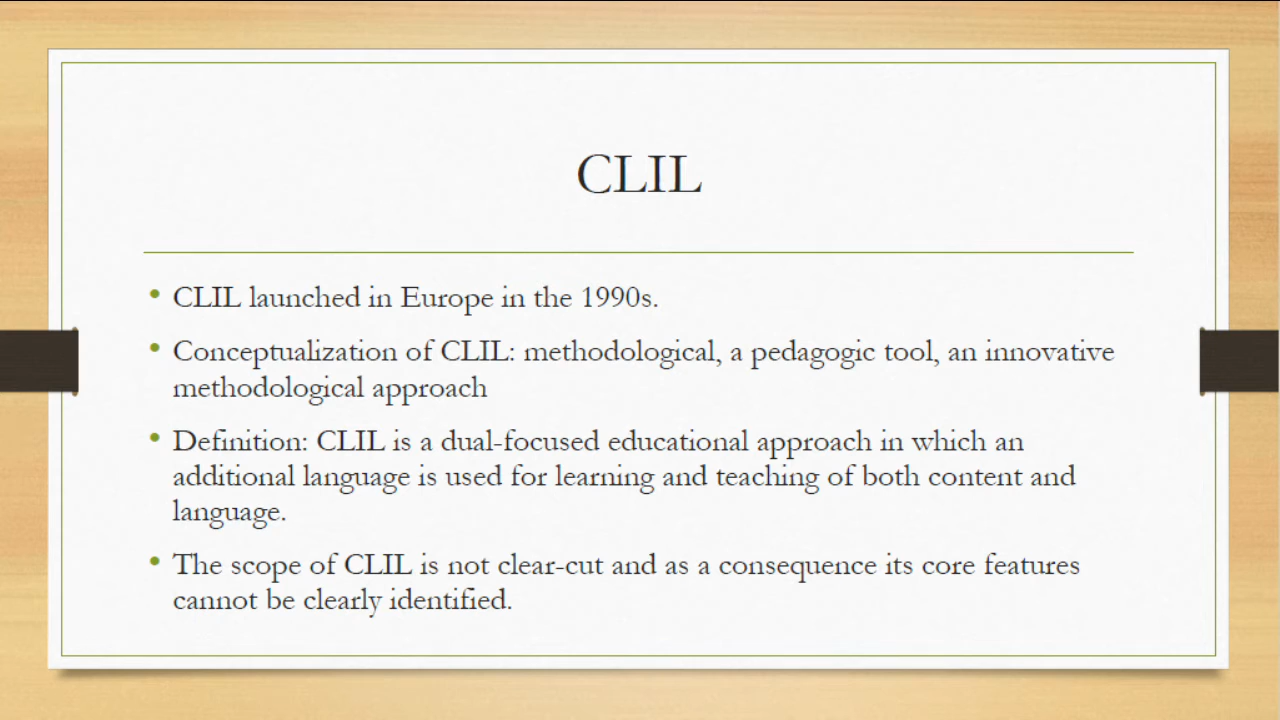 CLIL
• CLIL launched in Europe in the 1990s.
• Conceptualization of CLIL: methodological, a pedagogic tool, an innovative
methodological approach
• Definition: CLIL is a dual-focused educational approach in which an
additional language is used for learning and teaching of both content and
language.
• The scope of CLIL is not clear-cut and as a consequence its core features
cannot be clearly identified.